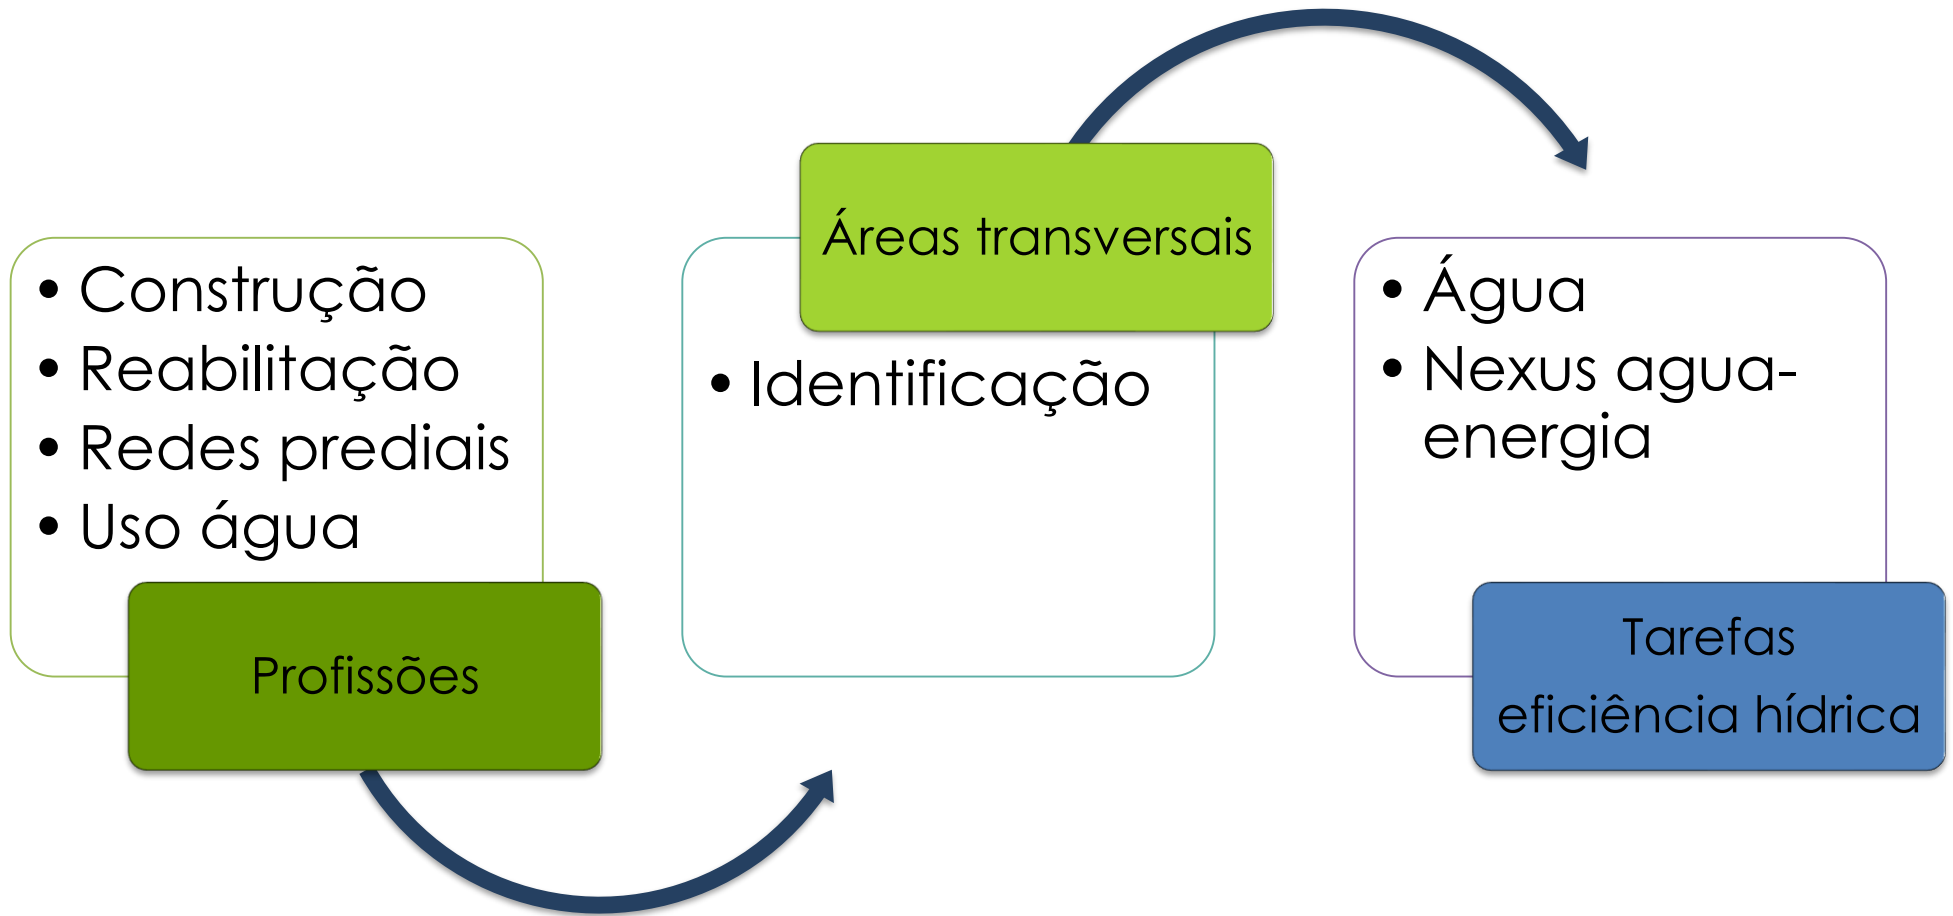 • Construção
• Reabilitação
• Redes prediais
• Uso água
Profissões
Áreas transversais
• Identificação
• Água
• Nexus agua-
energia
Tarefas
eficiência hídrica